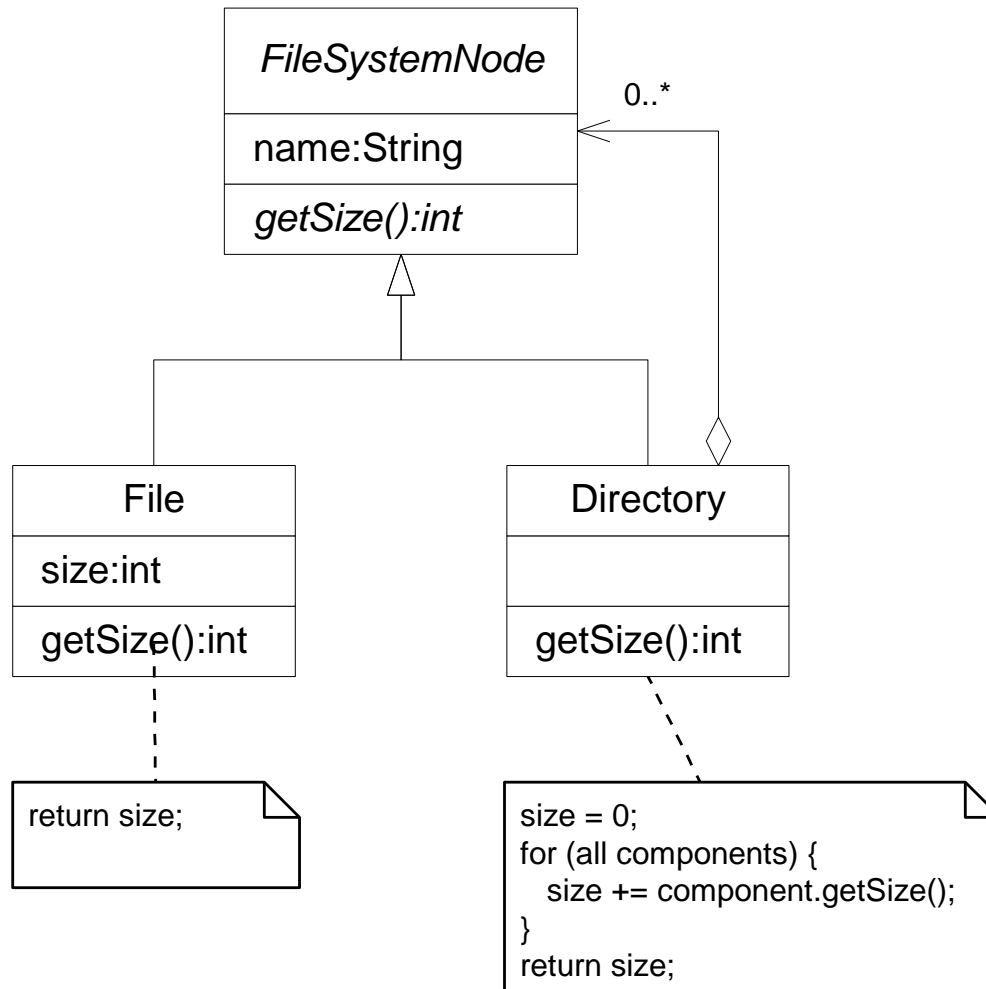 FileSystemNode
0..*
name:String
getSize():int
File
size:int
getSize():int
Directory
getSize():int
return size;
size = 0;
for (all components) {
size += component.getSize();
}
return size;